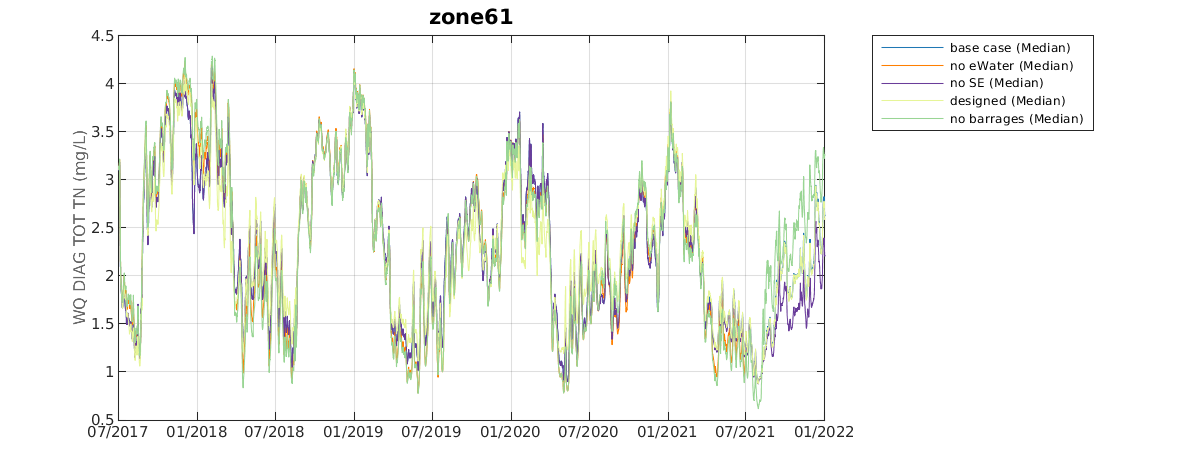 zone61
WQ DIAG TOT TN (mg/L)
4.5
4
3.5
3
2.5
2
1.5
1
0.5
07/2017 01/2018 07/2018 01/2019 07/2019 01/2020 07/2020 01/2021 07/2021 01/2022
base case (Median)
no eWater (Median)
no SE (Median)
designed (Median)
no barrages (Median)